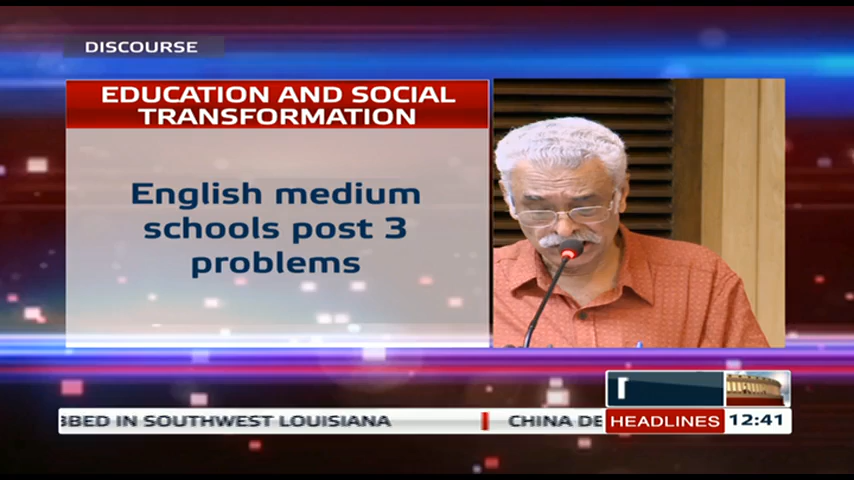 DISCOURSE
EDUCATION AND SOCIAL
TRANSFORMATION
English medium
schools post 3
problems
BBED IN SOUTHWEST LOUISIANA
CHINA DE
HEADLINES
12:41